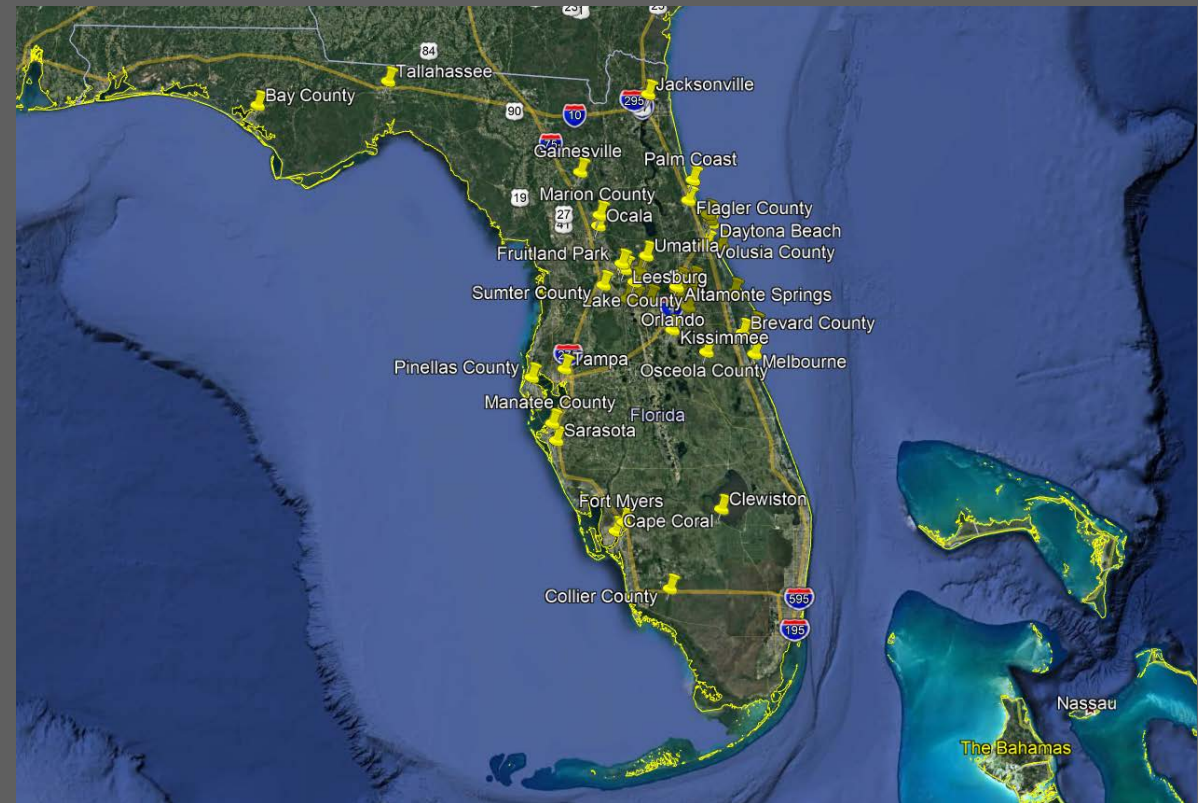 84
Tallahassee
Bay County
Jacksonville
295
90
10
75
Gainesville
Palm Coast
Marion County
19
27
41
Ocala
Flagler County
Daytona Beach
Umatilla
Volusia County
Fruitland Park
Leesburg
Sumter County
Lake County
Altamonte Springs
Orlando
Brevard County
Kissimmee
Tampa
Melbourne
Pinellas County
Osceola County
Manatee County
Florida
Sarasota
Fort Myers
Clewiston
Cape Coral
Collier County
595
195
Nassau
The Bahamas